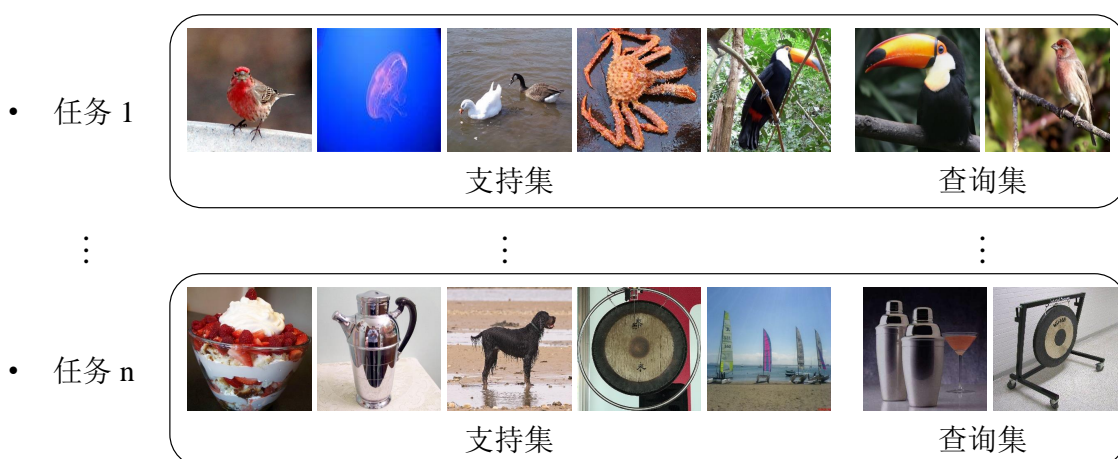 • 任务 1
支持集
查询集
⋮ ⋮ ⋮
• 任务 n
支持集
查询集